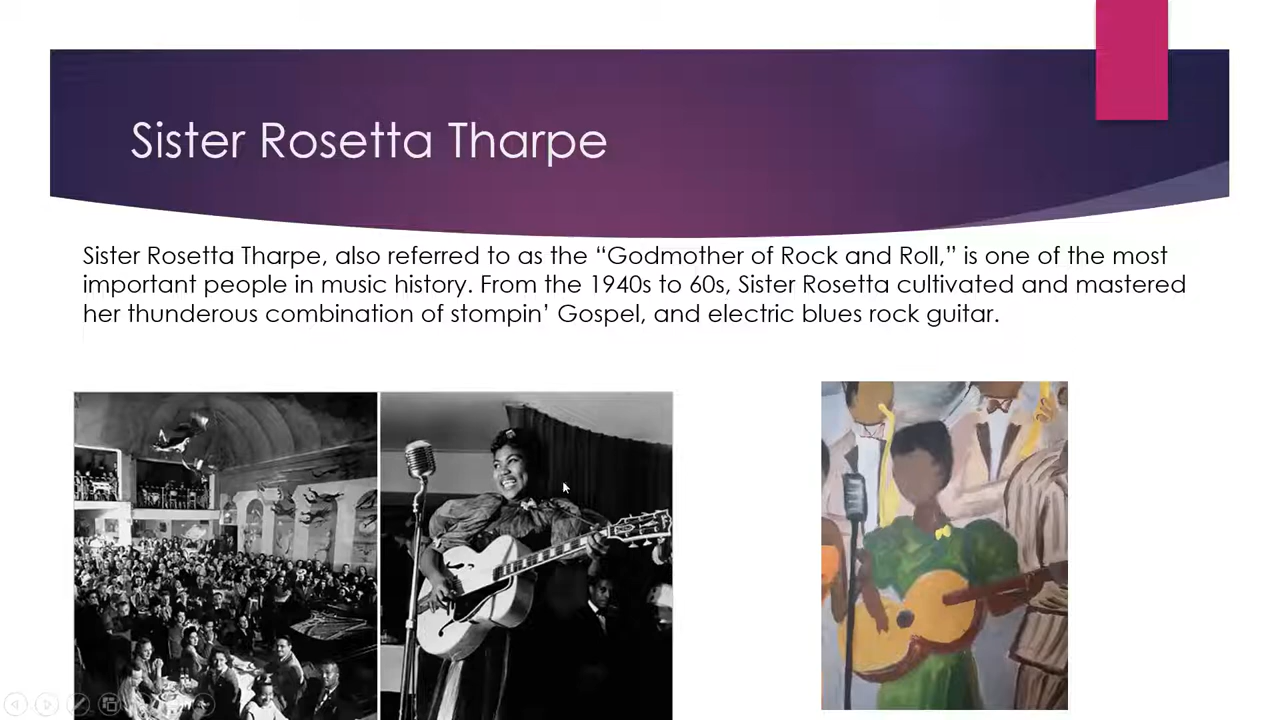 Sister Rosetta Tharpe
Sister Rosetta Tharpe, also referred to as the “Godmother of Rock and Roll,” is one of the most
important people in music history. From the 1940s to 60s, Sister Rosetta cultivated and mastered
her thunderous combination of stompin’ Gospel, and electric blues rock guitar.